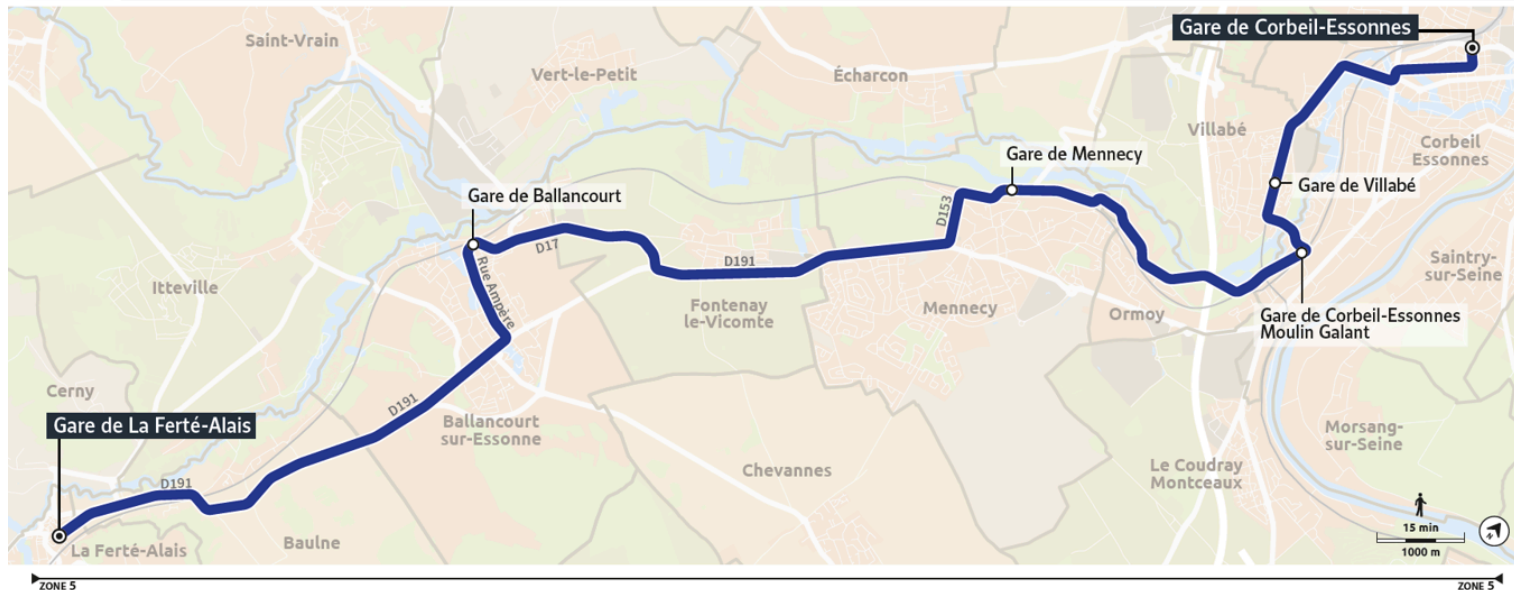 Gare de Corbeil-Essonnes
Saint-Vrain
Vert-le-Petit
Écharcon
Villabé
Corbeil
Essonnes
Gare de Mennecy
Gare de Villabé
Gare de Ballancourt
D153
D17
D191
Rue Ampère
Itteville
Fontenay
le-Vicomte
Mennecy
Ormoy
Saintry-
sur-Seine
Gare de Corbeil-Essonnes
Moulin Galant
Cerny
D191
Gare de La Ferté-Alais
Ballancourt
sur-Essonne
Chevannes
Le Coudray
Montceaux
Morsang-
sur-Seine
D191
La Ferté-Alais
Baulne
15 min
1000 m
N
ZONE 5
ZONE 5